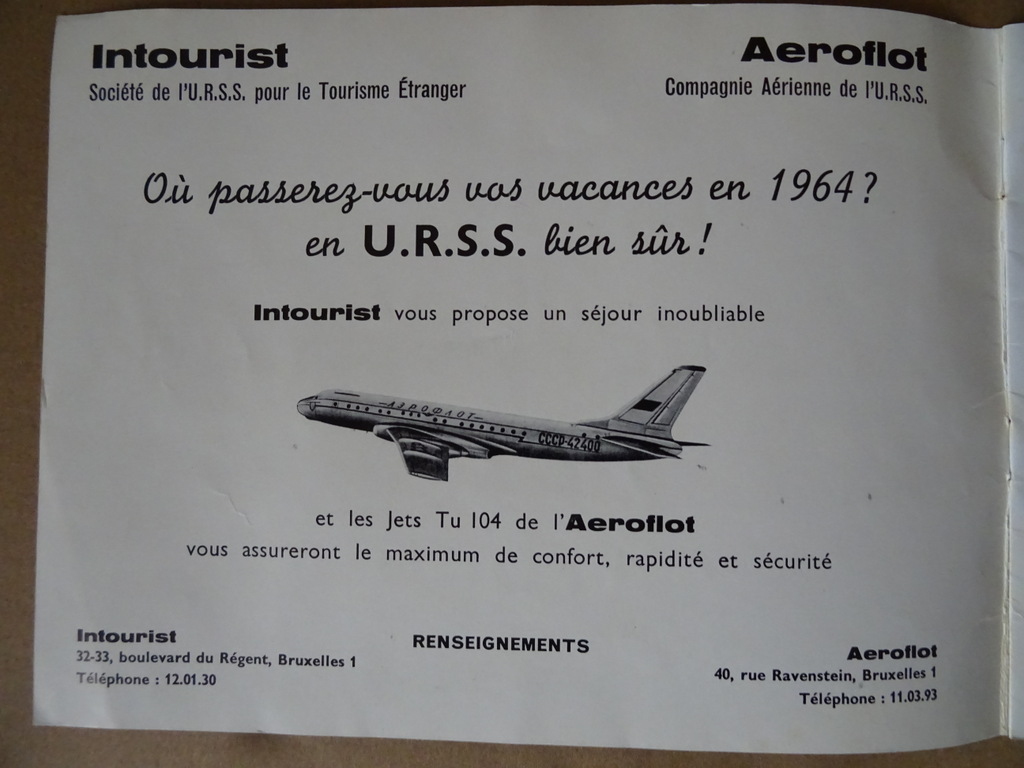 Intourist
Société de l'U.R.S.S. pour le Tourisme Étranger
Aeroflot
Compagnie Aérienne de l'U.R.S.S.
Où passerez-vous vos vacances en 1964?
en U.R.S.S. bien sûr!
Intourist vous propose un séjour inoubliable
АЭРОФЛОТ
СССР-42400
et les Jets Tu 104 de l'Aeroflot
vous assureront le maximum de confort, rapidité et sécurité
RENSEIGNEMENTS
Intourist
32-33, boulevard du Régent, Bruxelles 1
Téléphone : 12.01.30
Aeroflot
40, rue Ravenstein, Bruxelles 1
Téléphone : 11.03.93